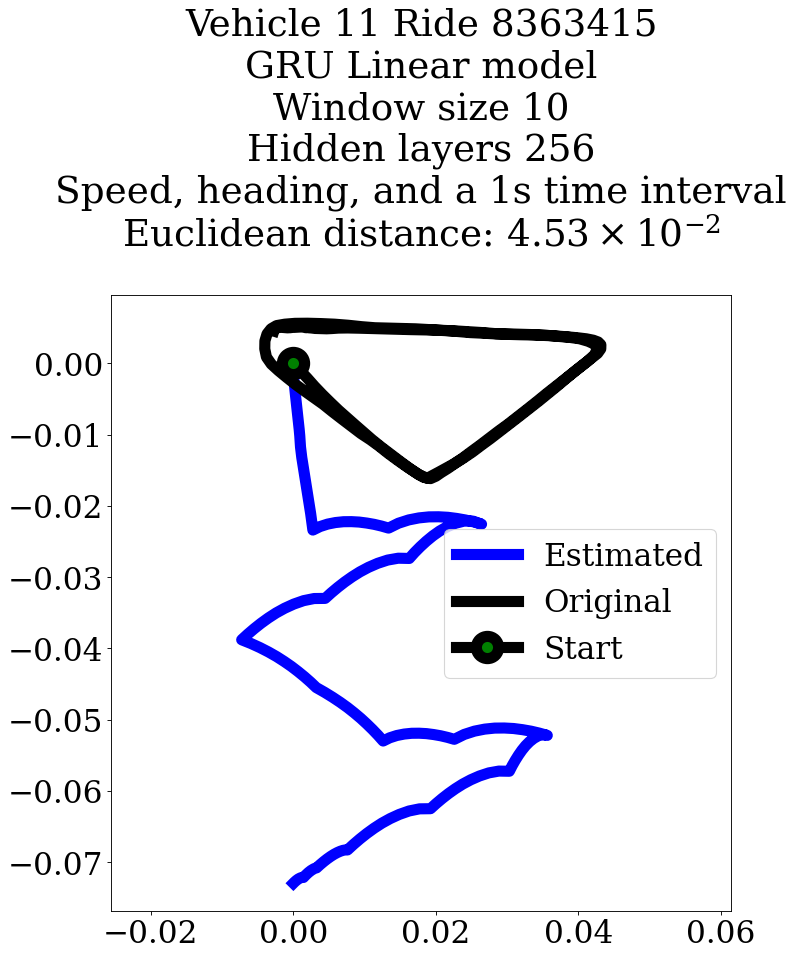 Vehicle 11 Ride 8363415
GRU Linear model
Window size 10
Hidden layers 256
Speed, heading, and a 1s time interval
Euclidean distance: 4.53 × 10⁻²
0.00
−0.01
−0.02
−0.03
−0.04
−0.05
−0.06
−0.07
Estimated
Original
Start
−0.02
0.00
0.02
0.04
0.06